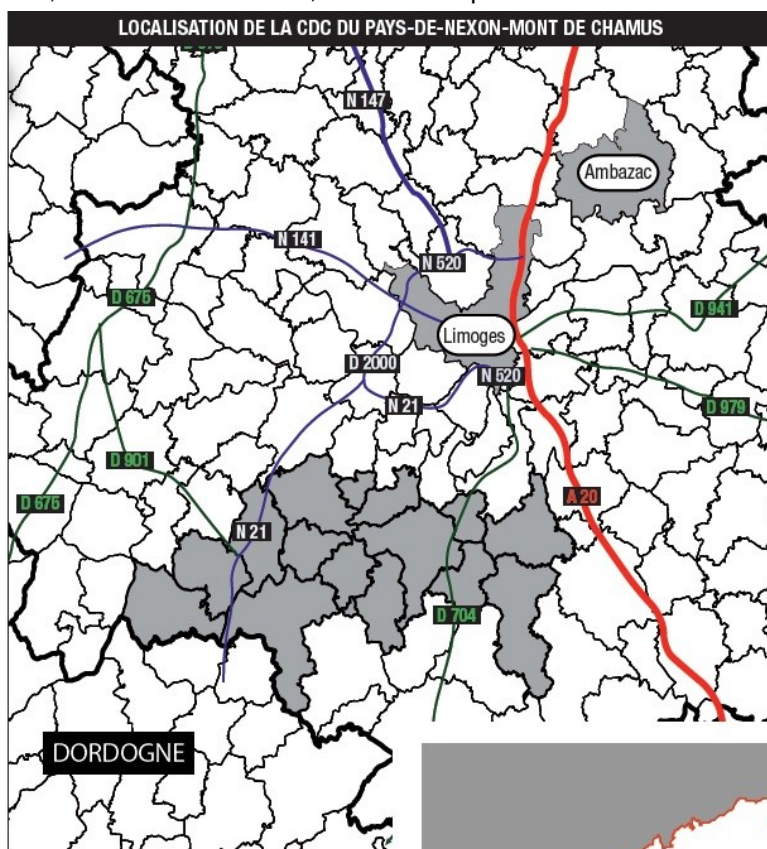 LOCALISATION DE LA CDC DU PAYS-DE-NEXON-MONT DE CHAMUS
N 147
Ambazac
N 141
N 520
D 675
D 941
Limoges
D 2000
N 520
N 21
D 979
D 901
D 675
A 20
N 21
D 704
DORDOGNE